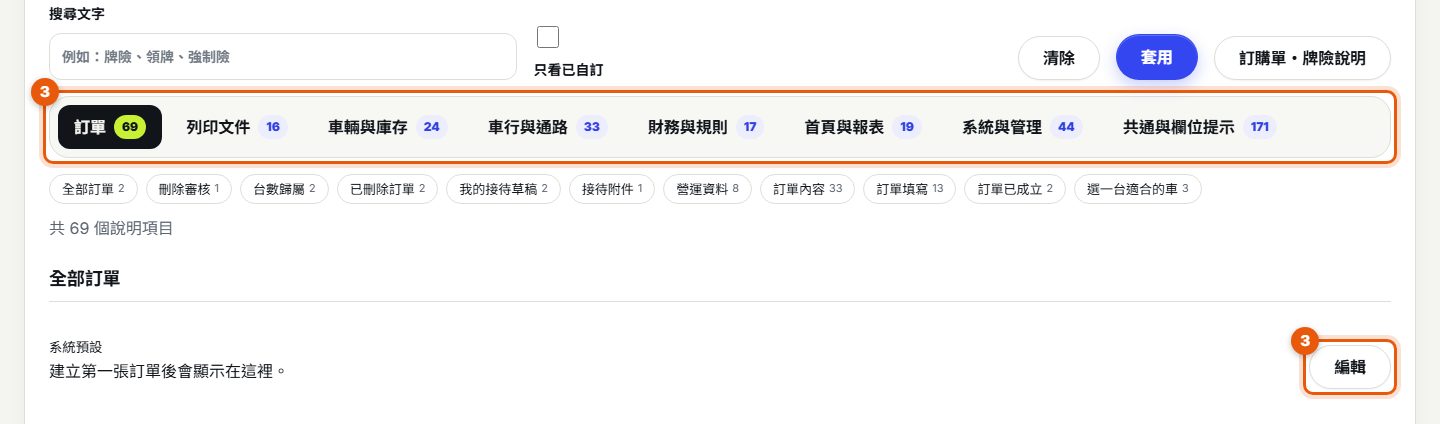 搜尋文字
例如：牌險、領牌、強制險
只看已自訂
清除
套用
訂購單・牌險說明
3
訂單 69 列印文件 16 車輛與庫存 24 車行與通路 33 財務與規則 17 首頁與報表 19 系統與管理 44 共通與欄位提示 171
全部訂單 2 刪除審核 1 台數歸屬 2 已刪除訂單 2 我的接待草稿 2 接待附件 1 營運資料 8 訂單內容 33 訂單填寫 13 訂單已成立 2 選一台適合的車 3
共 69 個說明項目
全部訂單
系統預設
建立第一張訂單後會顯示在這裡。
3
編輯